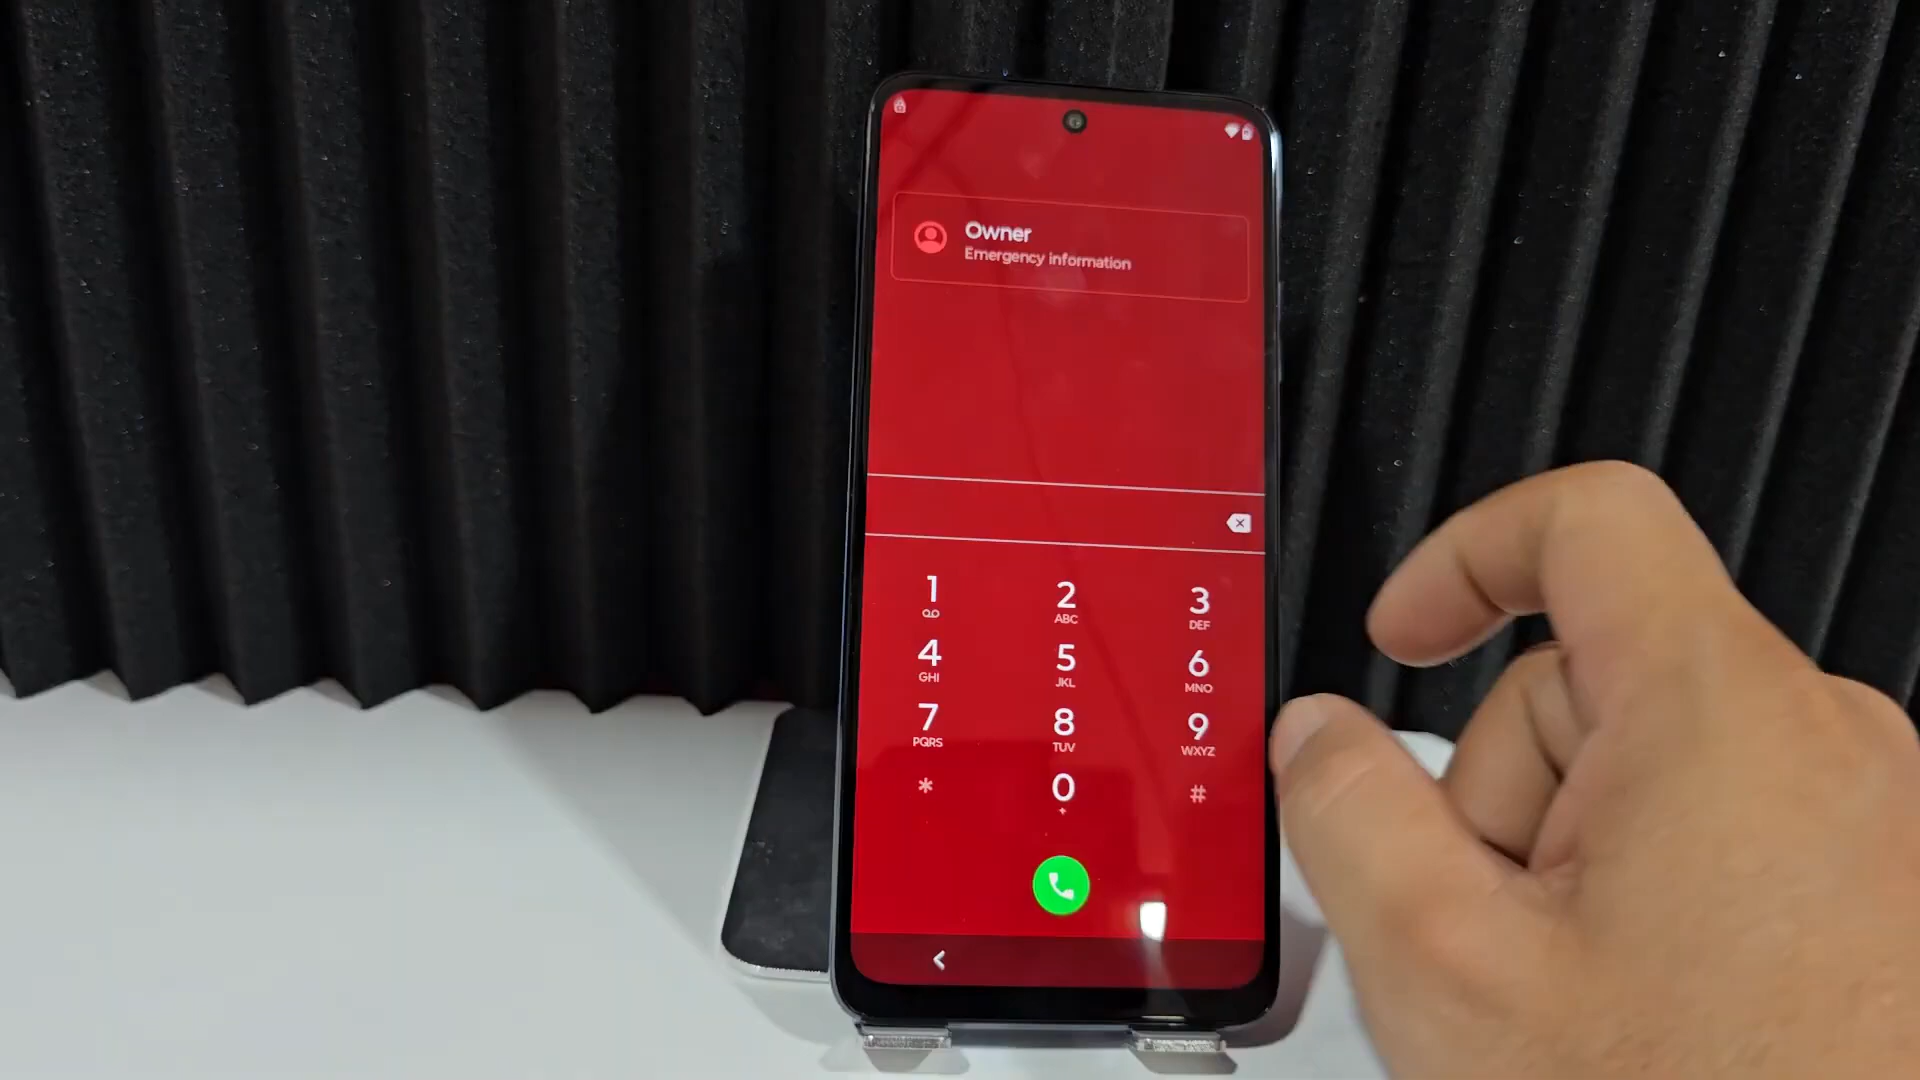 Owner
Emergency information
1 2 3
ABC DEF
4 5 6
GHI JKL MNO
7 8 9
PQRS TUV WXYZ
* 0 #
+